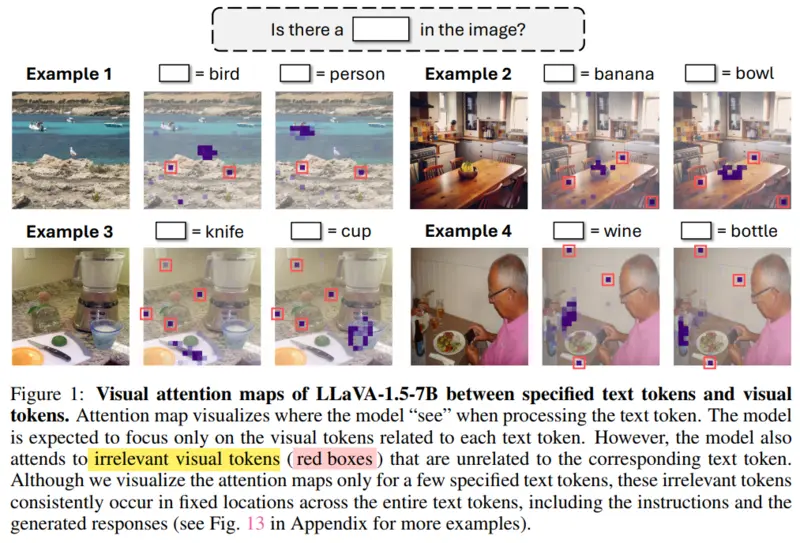 Is there a in the image?
Example 1 = bird = person Example 2 = banana = bowl
Example 3 = knife = cup Example 4 = wine = bottle
Figure 1: Visual attention maps of LLaVA-1.5-7B between specified text tokens and visual
tokens. Attention map visualizes where the model “see” when processing the text token. The model
is expected to focus only on the visual tokens related to each text token. However, the model also
attends to irrelevant visual tokens (red boxes) that are unrelated to the corresponding text token.
Although we visualize the attention maps only for a few specified text tokens, these irrelevant tokens
consistently occur in fixed locations across the entire text tokens, including the instructions and the
generated responses (see Fig. 13 in Appendix for more examples).